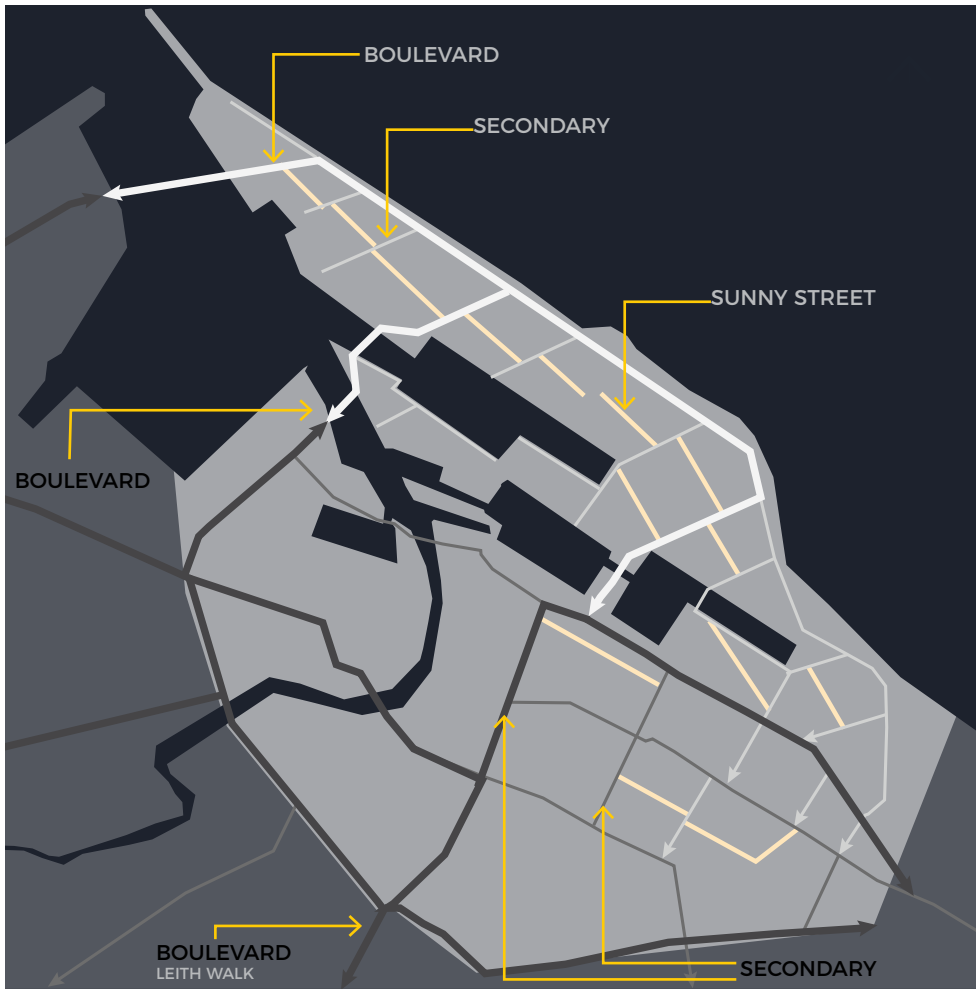 BOULEVARD
SECONDARY
SUNNY STREET
BOULEVARD
BOULEVARD
LEITH WALK
SECONDARY